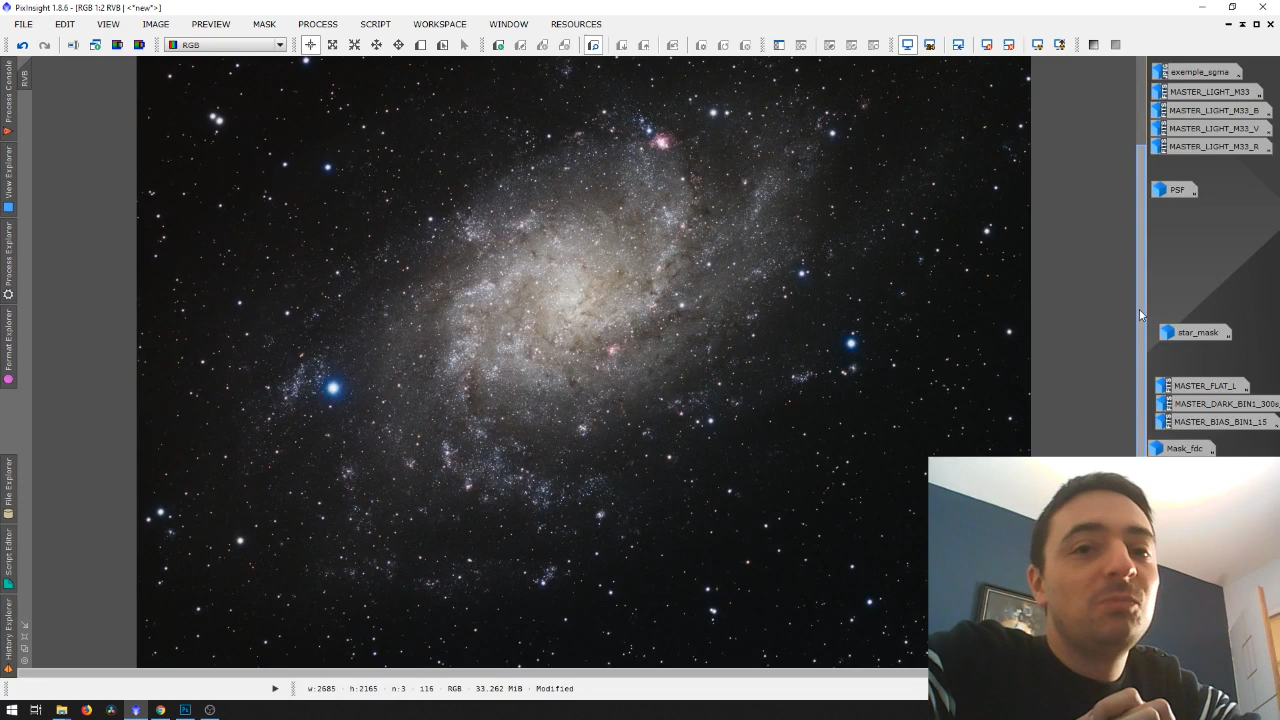 PixInsight 1.8.6 - [RGB 1:2 RVB | <*new*>]
FILE EDIT VIEW IMAGE PREVIEW MASK PROCESS SCRIPT WORKSPACE WINDOW RESOURCES
RGB
RVB
Process Console
View Explorer
Process Explorer
Format Explorer
File Explorer
Script Editor
History Explorer
exemple_sgma
MASTER_LIGHT_M33
MASTER_LIGHT_M33_B
MASTER_LIGHT_M33_V
MASTER_LIGHT_M33_R
PSF
star_mask
MASTER_FLAT_L
MASTER_DARK_BIN1_300s
MASTER_BIAS_BIN1_15
Mask_fdc
w:2685 · h:2165 · n:3 · i16 · RGB · 33.262 MiB · Modified